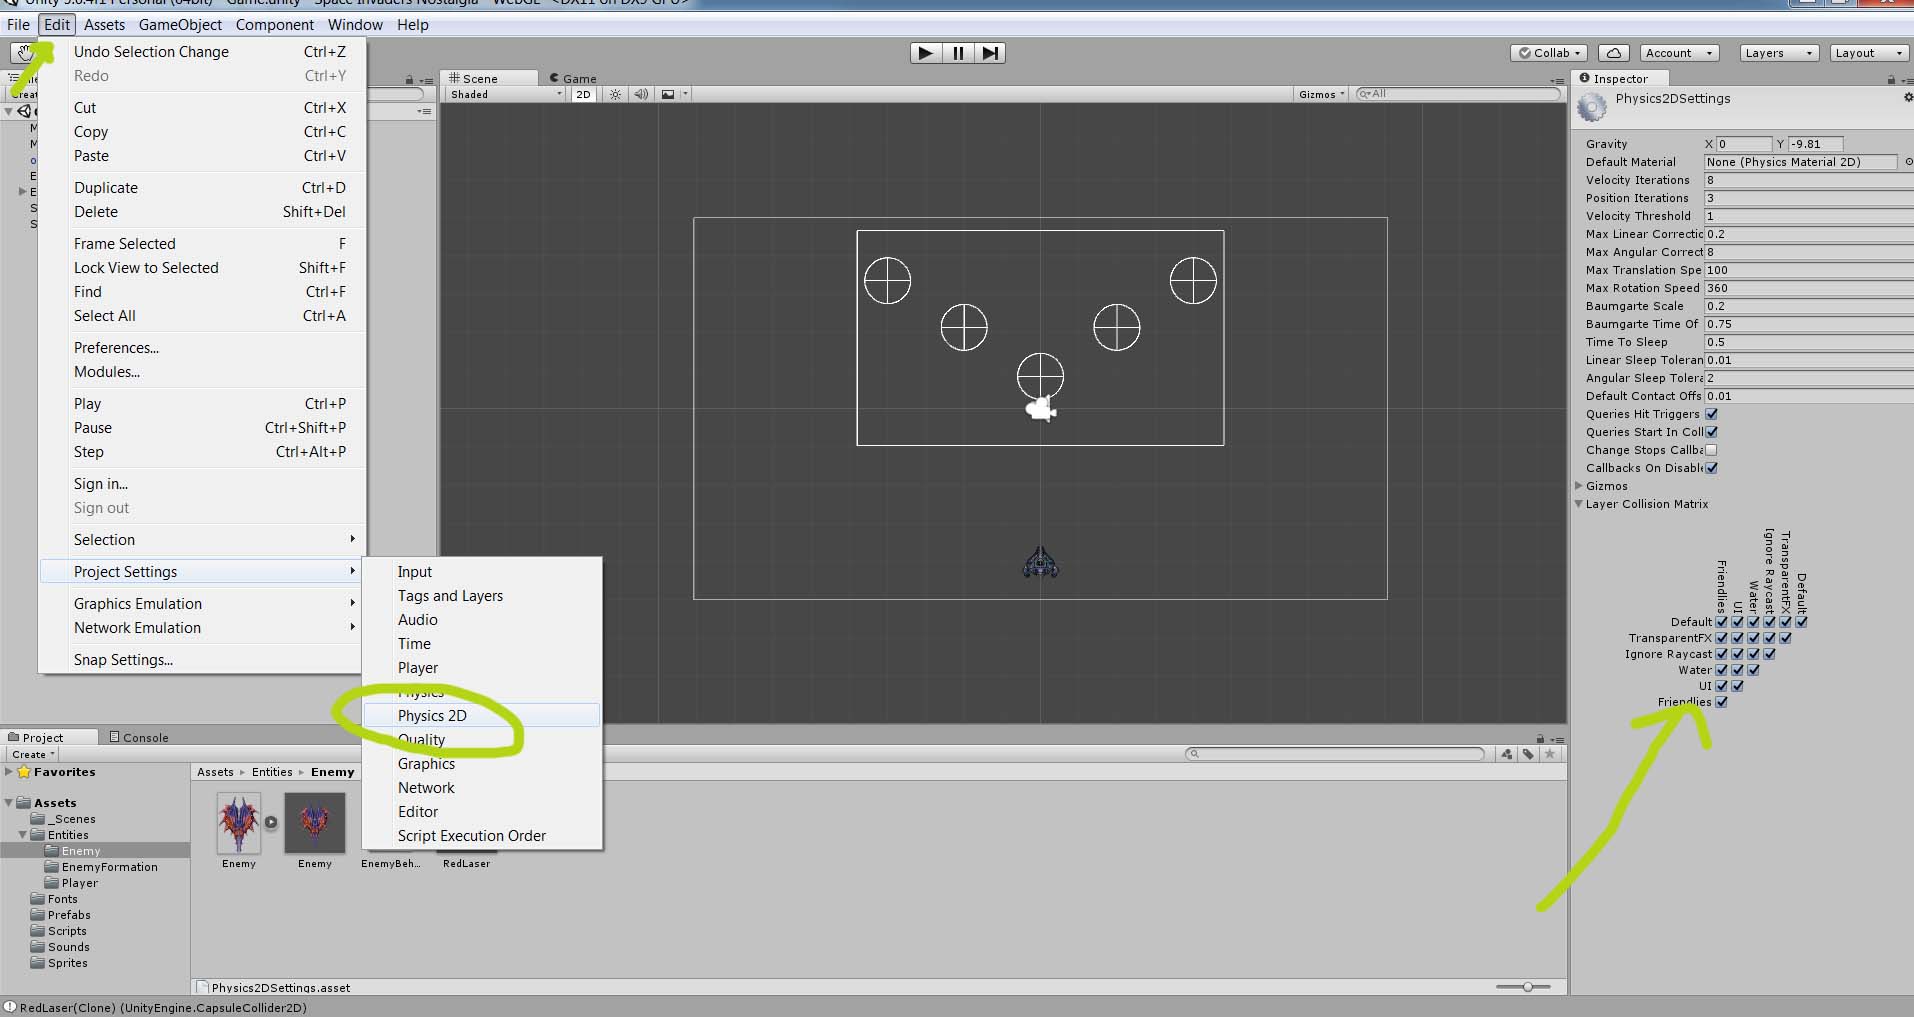 File Edit Assets GameObject Component Window Help
Undo Selection Change Ctrl+Z
Redo Ctrl+Y
Cut Ctrl+X
Copy Ctrl+C
Paste Ctrl+V
Duplicate Ctrl+D
Delete Shift+Del
Frame Selected F
Lock View to Selected Shift+F
Find Ctrl+F
Select All Ctrl+A
Preferences...
Modules...
Play Ctrl+P
Pause Ctrl+Shift+P
Step Ctrl+Alt+P
Sign in...
Sign out
Selection
Project Settings
Graphics Emulation
Network Emulation
Snap Settings...
Input
Tags and Layers
Audio
Time
Player
Physics
Physics 2D
Quality
Graphics
Network
Editor
Script Execution Order
Collab Account Layers Layout
Scene Game
Shaded 2D Gizmos All
Inspector
Physics2DSettings
Gravity X 0 Y -9.81
Default Material None (Physics Material 2D)
Velocity Iterations 8
Position Iterations 3
Velocity Threshold 1
Max Linear Correctic 0.2
Max Angular Correct 8
Max Translation Spe 100
Max Rotation Speed 360
Baumgarte Scale 0.2
Baumgarte Time Of 0.75
Time To Sleep 0.5
Linear Sleep Toleran 0.01
Angular Sleep Tolera 2
Default Contact Offs 0.01
Queries Hit Triggers
Queries Start In Coll
Change Stops Callba
Callbacks On Disable
Gizmos
Layer Collision Matrix
Friendlies
UI
Water
Ignore Raycast
TransparentFX
Default
Default
TransparentFX
Ignore Raycast
Water
UI
Friendlies
Project Console
Create
Favorites
Assets
_Scenes
Entities
Enemy
EnemyFormation
Player
Fonts
Prefabs
Scripts
Sounds
Sprites
Assets Entities Enemy
Enemy Enemy EnemyBeh... RedLaser
Physics2DSettings.asset
RedLaser(Clone) (UnityEngine.CapsuleCollider2D)